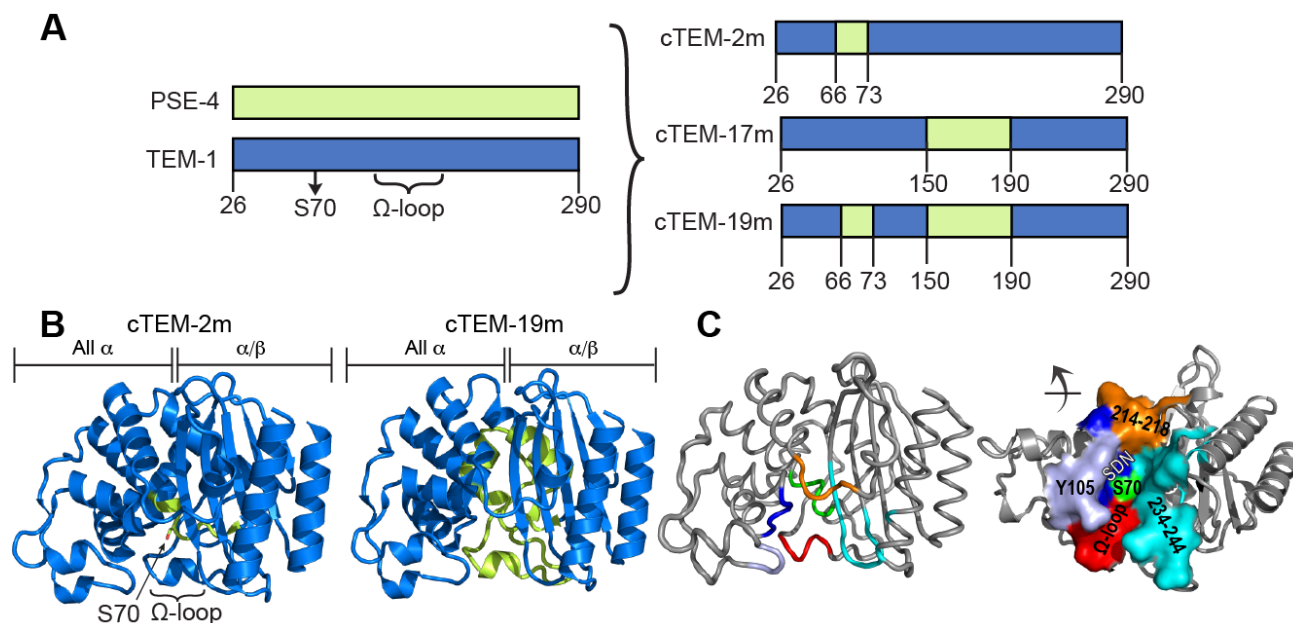 A
PSE-4
TEM-1
26
S70
Ω-loop
290
cTEM-2m
26
66
73
290
cTEM-17m
26
150
190
290
cTEM-19m
26
66
73
150
190
290
B
cTEM-2m
cTEM-19m
All α
α/β
All α
α/β
S70
Ω-loop
C
214-218
SDN
Y105
S70
Ω-loop
234-244